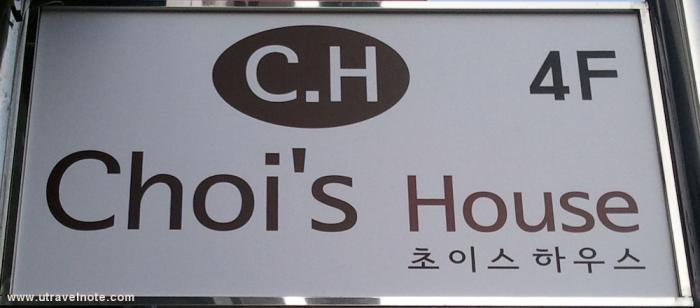 C.H
4F
Choi's House
초이스하우스
www.utravelnote.com